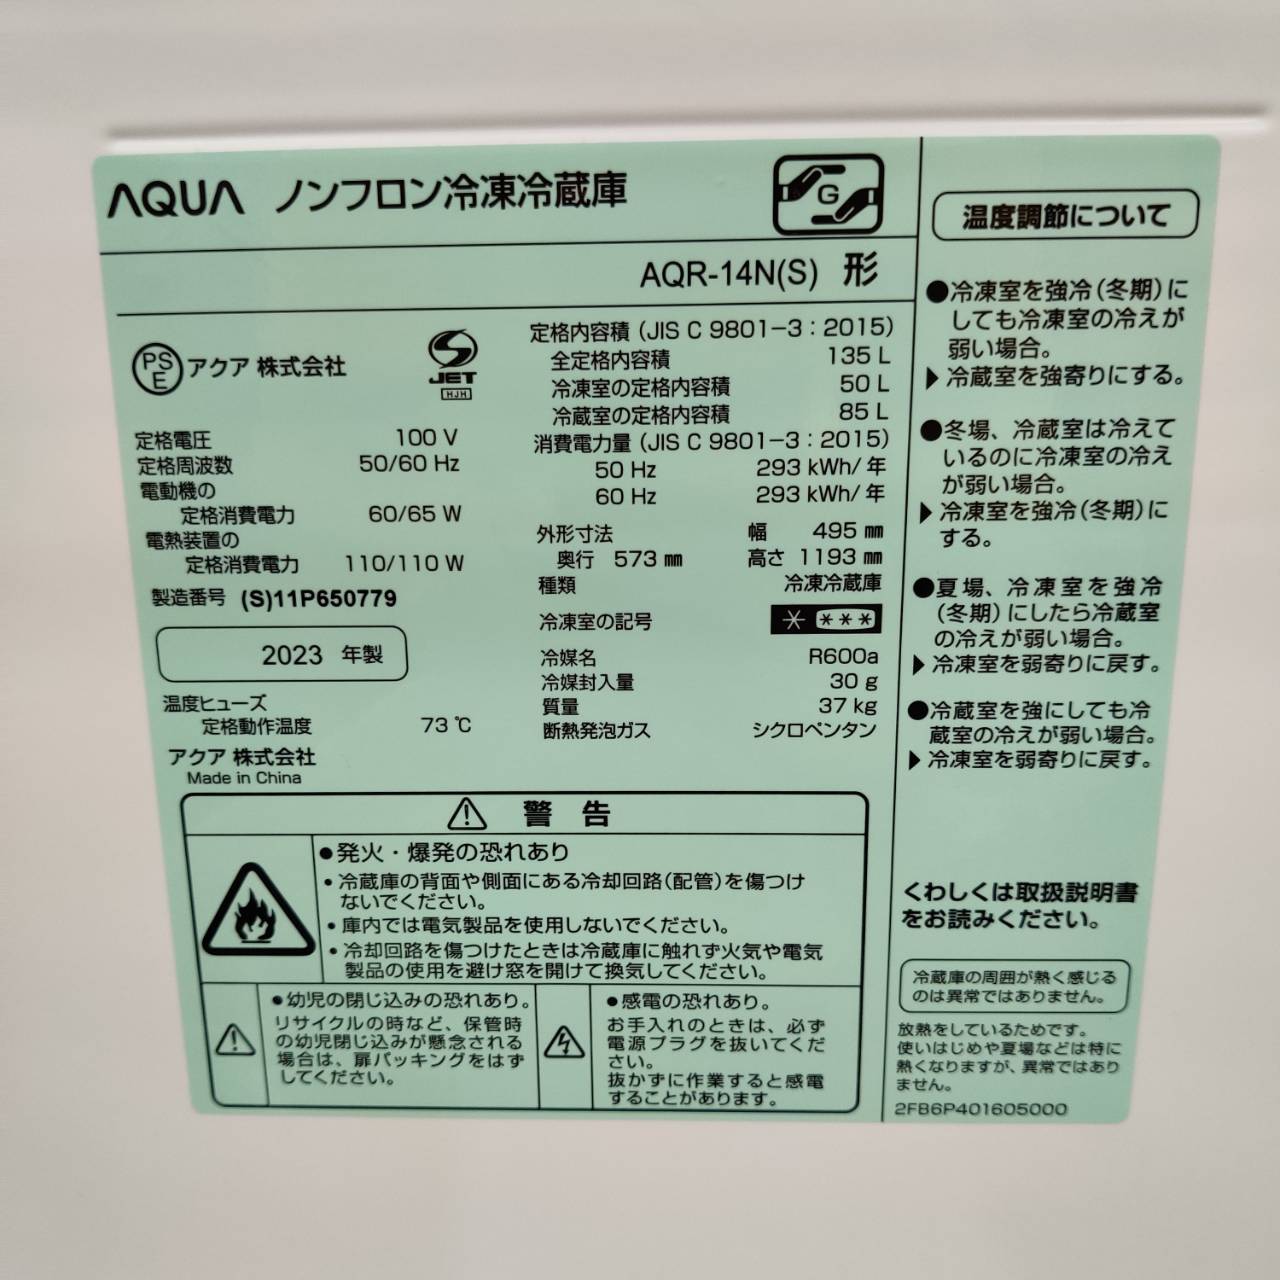 AQUA ノンフロン冷凍冷蔵庫
G
AQR-14N(S) 形
PS
E
アクア 株式会社
JET
HJH
定格電圧 100 V
定格周波数 50/60 Hz
電動機の
定格消費電力 60/65 W
電熱装置の
定格消費電力 110/110 W
製造番号 (S)11P650779
2023 年製
温度ヒューズ
定格動作温度 73 ℃
アクア 株式会社
Made in China
定格内容積 (JIS C 9801-3:2015)
全定格内容積 135 L
冷凍室の定格内容積 50 L
冷蔵室の定格内容積 85 L
消費電力量 (JIS C 9801-3:2015)
50 Hz 293 kWh/年
60 Hz 293 kWh/年
外形寸法 幅 495 ㎜
奥行 573 ㎜ 高さ 1193 ㎜
種類 冷凍冷蔵庫
冷凍室の記号 * ***
冷媒名 R600a
冷媒封入量 30 g
質量 37 kg
断熱発泡ガス シクロペンタン
⚠ 警告
●発火・爆発の恐れあり
・冷蔵庫の背面や側面にある冷却回路(配管)を傷つけ
ないでください。
・庫内では電気製品を使用しないでください。
・冷却回路を傷つけたときは冷蔵庫に触れず火気や電気
製品の使用を避け窓を開けて換気してください。
●幼児の閉じ込みの恐れあり。
リサイクルの時など、保管時
の幼児閉じ込みが懸念される
場合は、扉パッキングをはず
してください。
●感電の恐れあり。
お手入れのときは、必ず
電源プラグを抜いてくだ
さい。
抜かずに作業すると感電
することがあります。
温度調節について
●冷凍室を強冷(冬期)に
しても冷凍室の冷えが
弱い場合。
▶冷蔵室を強寄りにする。
●冬場、冷蔵室は冷えて
いるのに冷凍室の冷え
が弱い場合。
▶冷凍室を強冷(冬期)に
する。
●夏場、冷凍室を強冷
(冬期)にしたら冷蔵室
の冷えが弱い場合。
▶冷凍室を弱寄りに戻す。
●冷蔵室を強にしても冷
蔵室の冷えが弱い場合。
▶冷凍室を弱寄りに戻す。
くわしくは取扱説明書
をお読みください。
冷蔵庫の周囲が熱く感じる
のは異常ではありません。
放熱をしているためです。
使いはじめや夏場などは特に
熱くなりますが、異常ではあり
ません。
2FB6P401605000